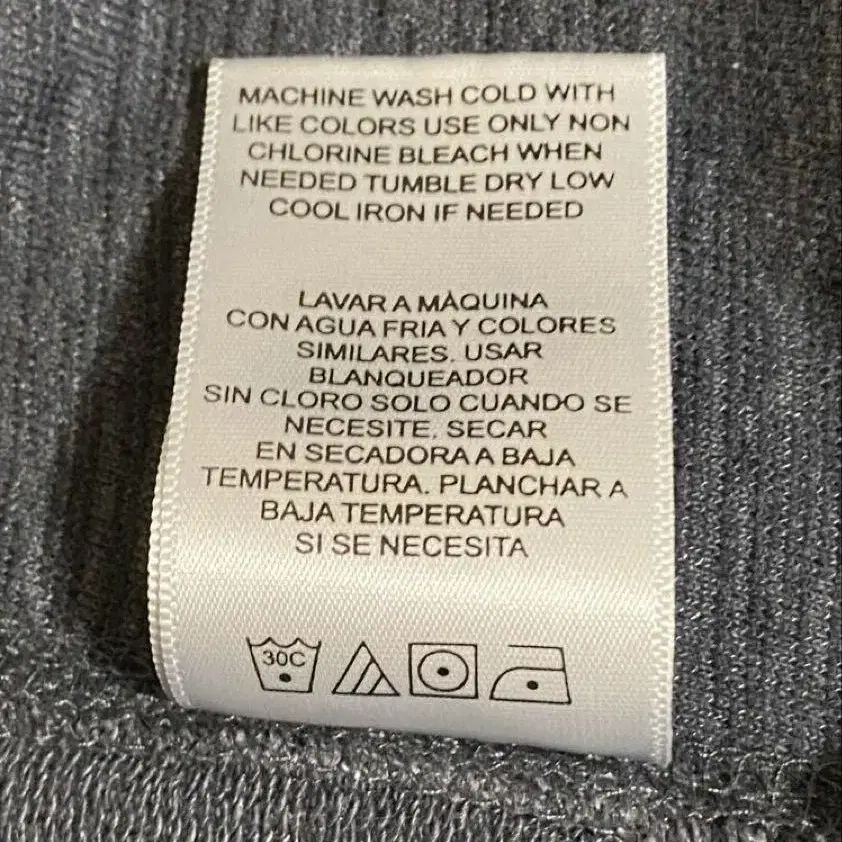 MACHINE WASH COLD WITH
LIKE COLORS USE ONLY NON
CHLORINE BLEACH WHEN
NEEDED TUMBLE DRY LOW
COOL IRON IF NEEDED
LAVAR A MÀQUINA
CON AGUA FRIA Y COLORES
SIMILARES. USAR
BLANQUEADOR
SIN CLORO SOLO CUANDO SE
NECESITE. SECAR
EN SECADORA A BAJA
TEMPERATURA. PLANCHAR A
BAJA TEMPERATURA
SI SE NECESITA
30C